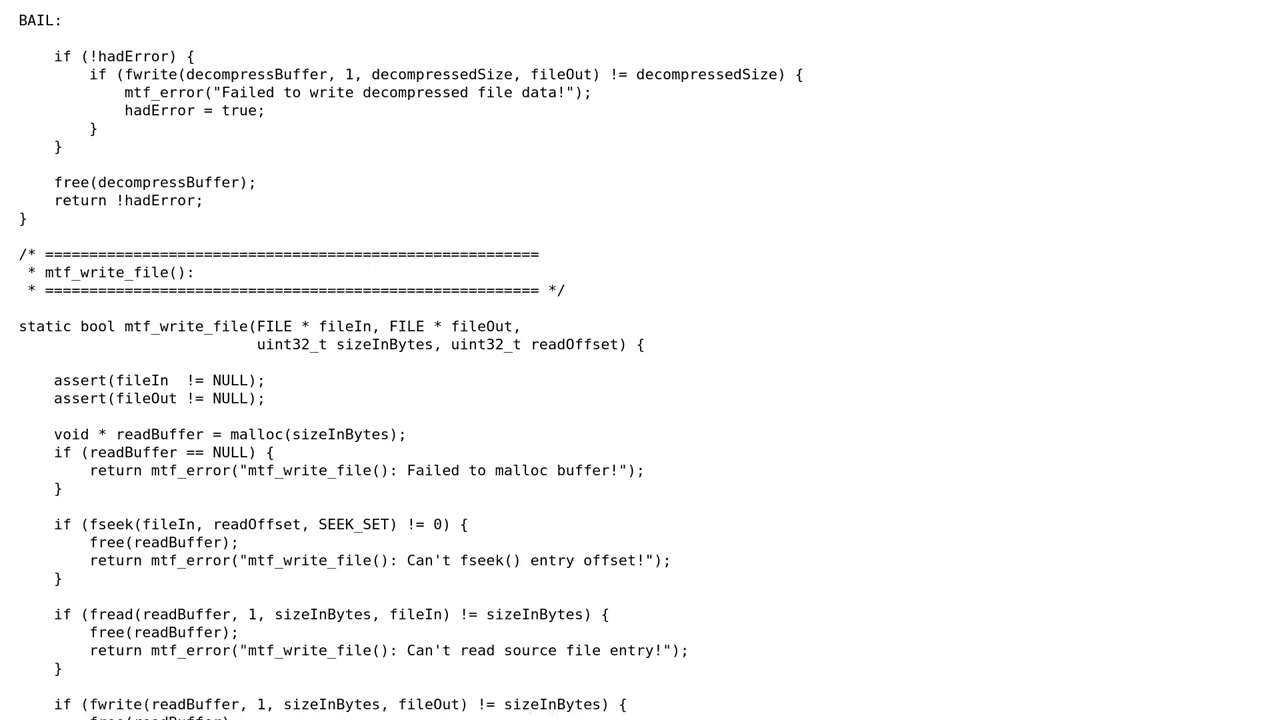 BAIL:
    if (!hadError) {
        if (fwrite(decompressBuffer, 1, decompressedSize, fileOut) != decompressedSize) {
            mtf_error("Failed to write decompressed file data!");
            hadError = true;
        }
    }
    free(decompressBuffer);
    return !hadError;
}
/* ========================================================
 * mtf_write_file():
 * ======================================================== */
static bool mtf_write_file(FILE * fileIn, FILE * fileOut,
                           uint32_t sizeInBytes, uint32_t readOffset) {
    assert(fileIn  != NULL);
    assert(fileOut != NULL);
    void * readBuffer = malloc(sizeInBytes);
    if (readBuffer == NULL) {
        return mtf_error("mtf_write_file(): Failed to malloc buffer!");
    }
    if (fseek(fileIn, readOffset, SEEK_SET) != 0) {
        free(readBuffer);
        return mtf_error("mtf_write_file(): Can't fseek() entry offset!");
    }
    if (fread(readBuffer, 1, sizeInBytes, fileIn) != sizeInBytes) {
        free(readBuffer);
        return mtf_error("mtf_write_file(): Can't read source file entry!");
    }
    if (fwrite(readBuffer, 1, sizeInBytes, fileOut) != sizeInBytes) {
        free(readBuffer);